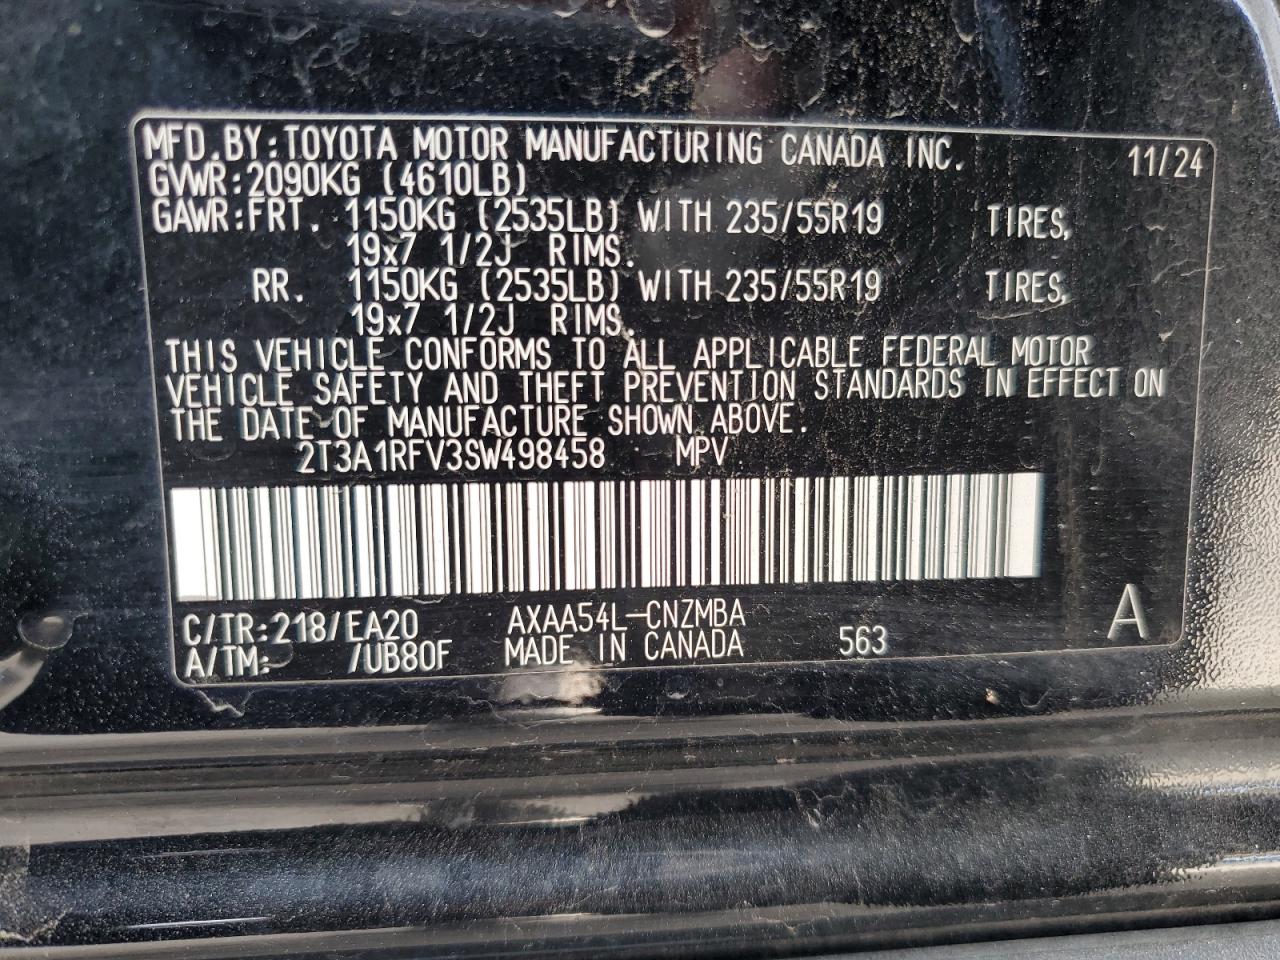 MFD.BY:TOYOTA MOTOR MANUFACTURING CANADA INC. 11/24
GVWR:2090KG (4610LB)
GAWR:FRT. 1150KG (2535LB) WITH 235/55R19 TIRES,
19x7 1/2J RIMS.
RR. 1150KG (2535LB) WITH 235/55R19 TIRES,
19x7 1/2J RIMS.
THIS VEHICLE CONFORMS TO ALL APPLICABLE FEDERAL MOTOR
VEHICLE SAFETY AND THEFT PREVENTION STANDARDS IN EFFECT ON
THE DATE OF MANUFACTURE SHOWN ABOVE.
2T3A1RFV3SW498458 MPV
C/TR:218/EA20 AXAA54L-CNZMBA A
A/TM: /UB80F MADE IN CANADA 563